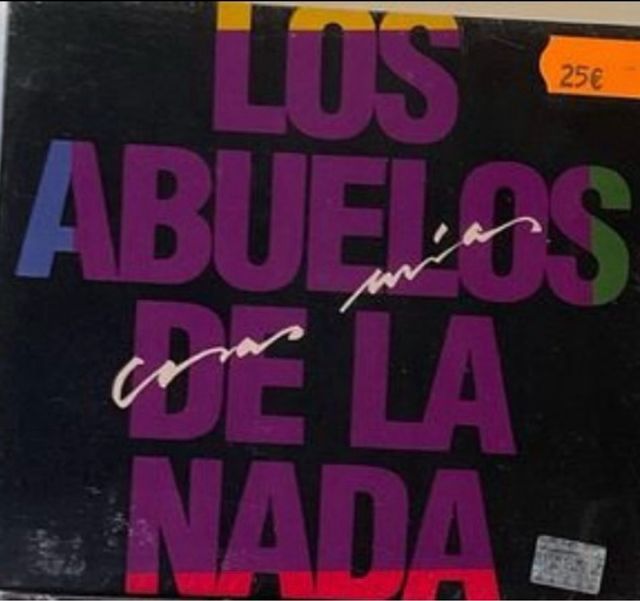 LOS
25€
ABUELOS
cosas mías
DE LA
NADA